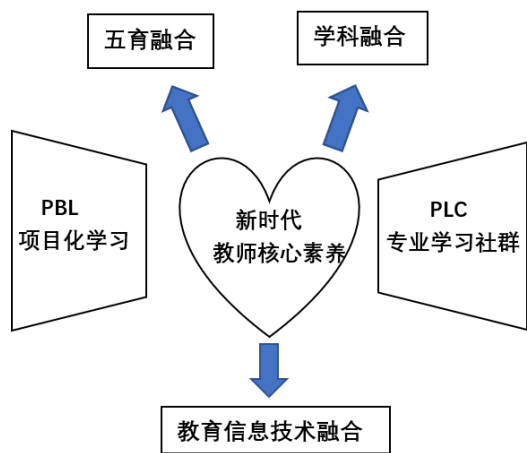 五育融合
学科融合
PBL
项目化学习
新时代
教师核心素养
PLC
专业学习社群
教育信息技术融合